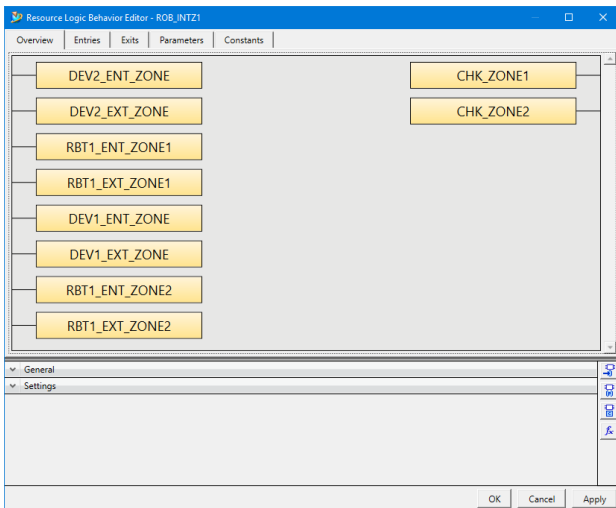 Resource Logic Behavior Editor - ROB_INTZ1
Overview Entries Exits Parameters Constants
DEV2_ENT_ZONE CHK_ZONE1
DEV2_EXT_ZONE CHK_ZONE2
RBT1_ENT_ZONE1
RBT1_EXT_ZONE1
DEV1_ENT_ZONE
DEV1_EXT_ZONE
RBT1_ENT_ZONE2
RBT1_EXT_ZONE2
General
Settings
fx
OK Cancel Apply